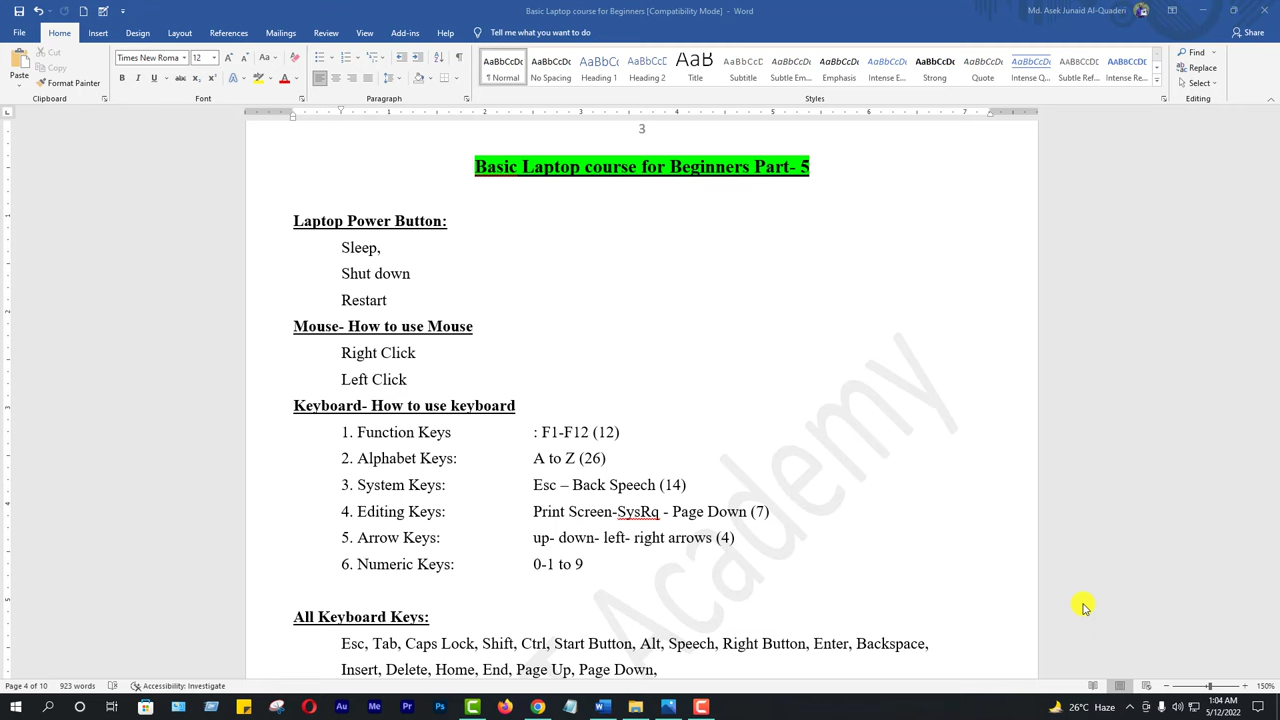 Basic Laptop course for Beginners [Compatibility Mode] - Word
Md. Asek Junaid Al-Quaderi
File Home Insert Draw Design Layout References Mailings Review View Add-ins Help Tell me what you want to do Share
Paste Cut Copy Format Painter
Times New Roma 12
¶ Normal No Spacing Heading 1 Heading 2 Title Subtitle Subtle Em... Emphasis Intense E... Strong Quote Intense Q... Subtle Ref... Intense Re...
Find Replace Select
Clipboard Font Paragraph Styles Editing
3
Basic Laptop course for Beginners Part- 5
Laptop Power Button:
Sleep,
Shut down
Restart
Mouse- How to use Mouse
Right Click
Left Click
Keyboard- How to use keyboard
1. Function Keys : F1-F12 (12)
2. Alphabet Keys: A to Z (26)
3. System Keys: Esc – Back Speech (14)
4. Editing Keys: Print Screen-SysRq - Page Down (7)
5. Arrow Keys: up- down- left- right arrows (4)
6. Numeric Keys: 0-1 to 9
All Keyboard Keys:
Esc, Tab, Caps Lock, Shift, Ctrl, Start Button, Alt, Speech, Right Button, Enter, Backspace,
Insert, Delete, Home, End, Page Up, Page Down,
Academy
Page 4 of 10 923 words Accessibility: Investigate 150%
26°C Haze 1:04 AM
5/12/2022